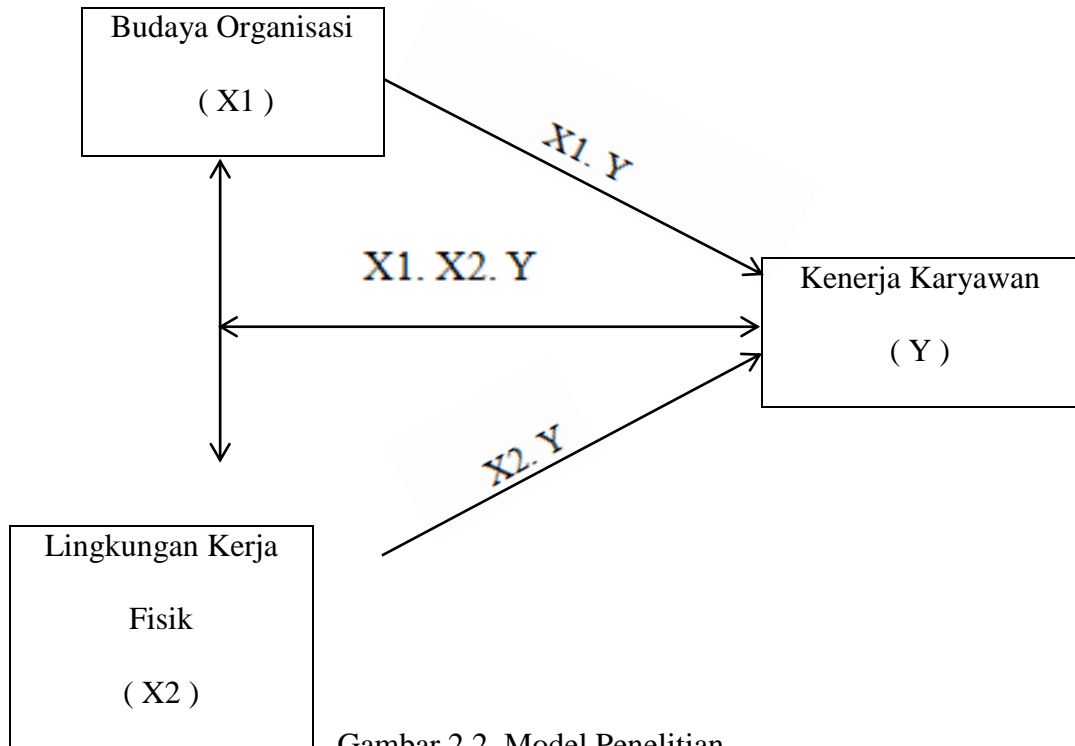 Budaya Organisasi
( X1 )
X1. Y
X1. X2. Y
Kenerja Karyawan
( Y )
X2. Y
Lingkungan Kerja
Fisik
( X2 )
Gambar 2.2 Model Penelitian